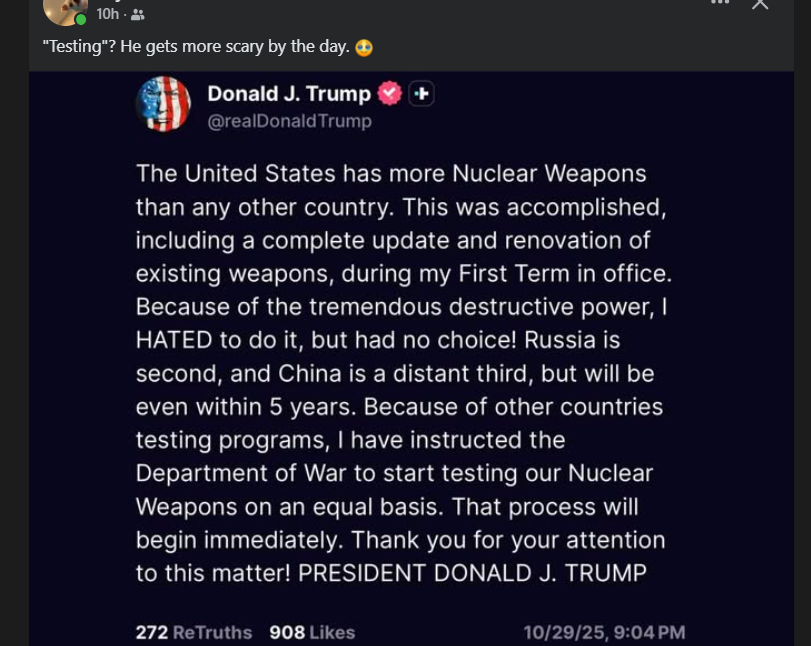 10h ·
"Testing"? He gets more scary by the day. 🥹
Donald J. Trump
@realDonaldTrump
The United States has more Nuclear Weapons
than any other country. This was accomplished,
including a complete update and renovation of
existing weapons, during my First Term in office.
Because of the tremendous destructive power, I
HATED to do it, but had no choice! Russia is
second, and China is a distant third, but will be
even within 5 years. Because of other countries
testing programs, I have instructed the
Department of War to start testing our Nuclear
Weapons on an equal basis. That process will
begin immediately. Thank you for your attention
to this matter! PRESIDENT DONALD J. TRUMP
272 ReTruths 908 Likes 10/29/25, 9:04 PM